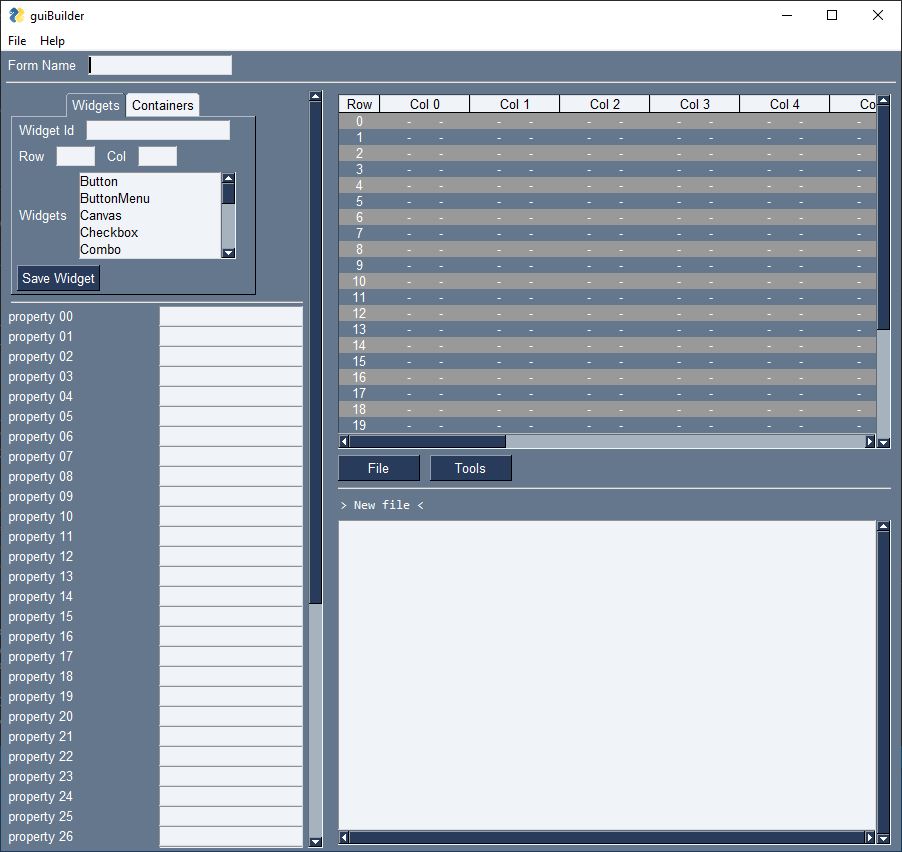 guiBuilder
File Help
Form Name
Widgets Containers
Widget Id
Row Col
Widgets
Button
ButtonMenu
Canvas
Checkbox
Combo
Save Widget
property 00
property 01
property 02
property 03
property 04
property 05
property 06
property 07
property 08
property 09
property 10
property 11
property 12
property 13
property 14
property 15
property 16
property 17
property 18
property 19
property 20
property 21
property 22
property 23
property 24
property 25
property 26
Row Col 0 Col 1 Col 2 Col 3 Col 4 Co
0 - - - - - - - - - - -
1 - - - - - - - - - - -
2 - - - - - - - - - - -
3 - - - - - - - - - - -
4 - - - - - - - - - - -
5 - - - - - - - - - - -
6 - - - - - - - - - - -
7 - - - - - - - - - - -
8 - - - - - - - - - - -
9 - - - - - - - - - - -
10 - - - - - - - - - - -
11 - - - - - - - - - - -
12 - - - - - - - - - - -
13 - - - - - - - - - - -
14 - - - - - - - - - - -
15 - - - - - - - - - - -
16 - - - - - - - - - - -
17 - - - - - - - - - - -
18 - - - - - - - - - - -
19 - - - - - - - - - - -
File Tools
> New file <